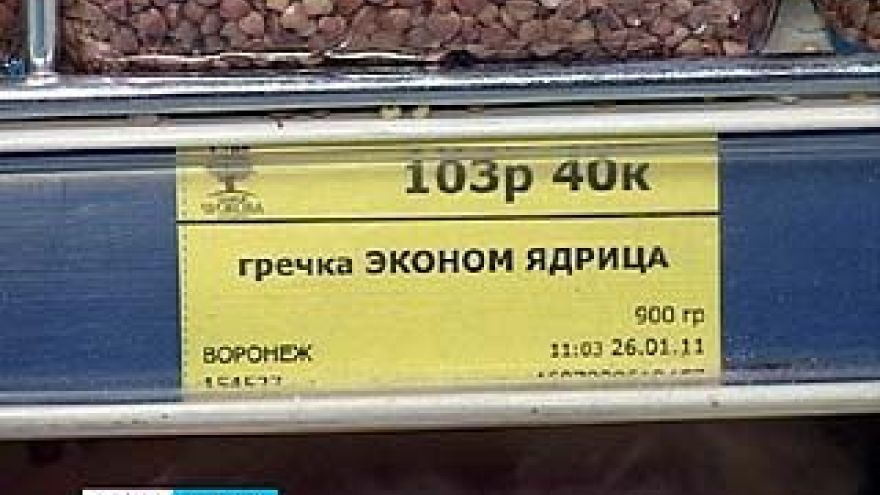 103р 40к
гречка ЭКОНОМ ЯДРИЦА
900 гр
ВОРОНЕЖ 11:03 26.01.11